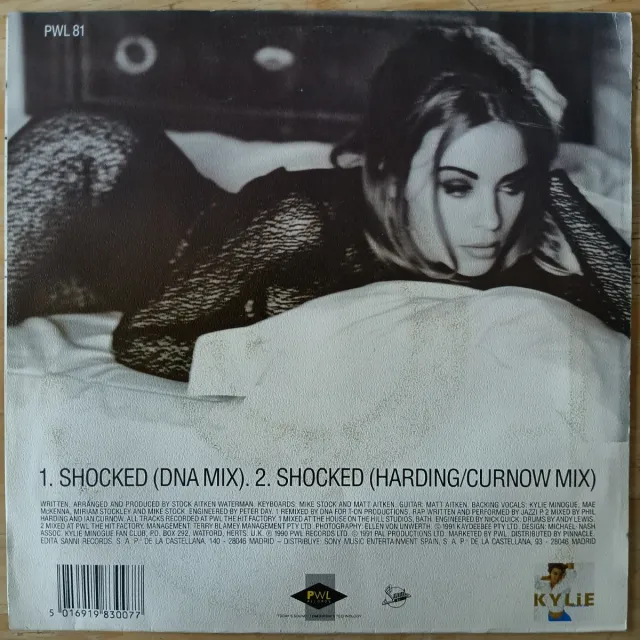 PWL 81
1. SHOCKED (DNA MIX). 2. SHOCKED (HARDING/CURNOW MIX)
WRITTEN, ARRANGED AND PRODUCED BY STOCK AITKEN WATERMAN. KEYBOARDS: MIKE STOCK AND MATT AITKEN. GUITAR: MATT AITKEN. BACKING VOCALS: KYLIE MINOGUE, MAE
McKENNA, MIRIAM STOCKLEY AND MIKE STOCK. ENGINEERED BY PETER DAY. 1 REMIXED BY DNA FOR 1-ON PRODUCTIONS. RAP WRITTEN AND PERFORMED BY JAZZI P. 2 MIXED BY PHIL
HARDING AND IAN CURNOW. ALL TRACKS RECORDED AT PWL THE HIT FACTORY. 1 MIXED AT THE HOUSE ON THE HILL STUDIOS, BATH. ENGINEERED BY NICK QUICK. DRUMS BY ANDY LEWIS.
2 MIXED AT PWL THE HIT FACTORY. MANAGEMENT: TERRY BLAMEY MANAGEMENT PTY LTD. PHOTOGRAPHY: ELLEN VON UNWERTH. © 1991 KAYDEEBEE PTY LTD. DESIGN: MICHAEL NASH
ASSOC. KYLIE MINOGUE FAN CLUB, P.O. BOX 292, WATFORD, HERTS. U.K. ℗ 1990 PWL RECORDS LTD. © 1991 PAL PRODUCTIONS LTD. MARKETED BY PWL. DISTRIBUTED BY PINNACLE.
EDITA SANNI RECORDS, S. A. Pº DE LA CASTELLANA, 140 - 28046 MADRID – DISTRIBUYE: SONY MUSIC ENTERTAINMENT SPAIN, S. A. Pº DE LA CASTELLANA, 93 - 28046 MADRID
PWL
RECORDS
KYLiE
5 016919 830077